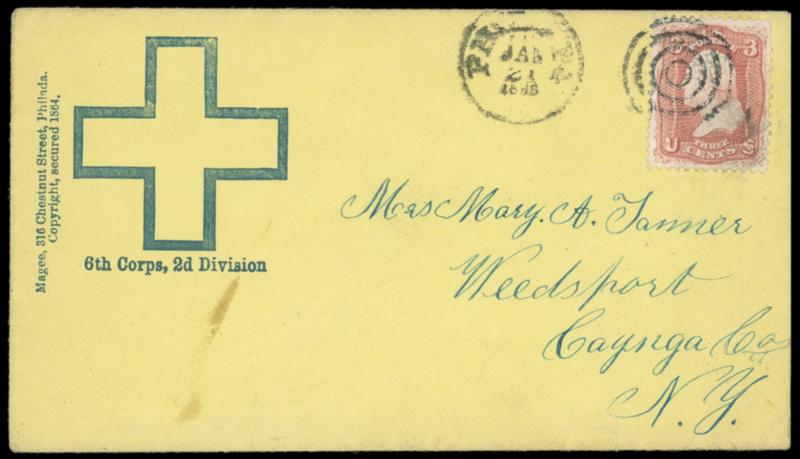 Magee, 316 Chestnut Street, Philada.
Copyright, secured 1864.
6th Corps, 2d Division
JAN
21
3
U
THREE
CENTS
Mrs Mary. A. Tanner
Weedsport
Cayuga Co
N.Y.